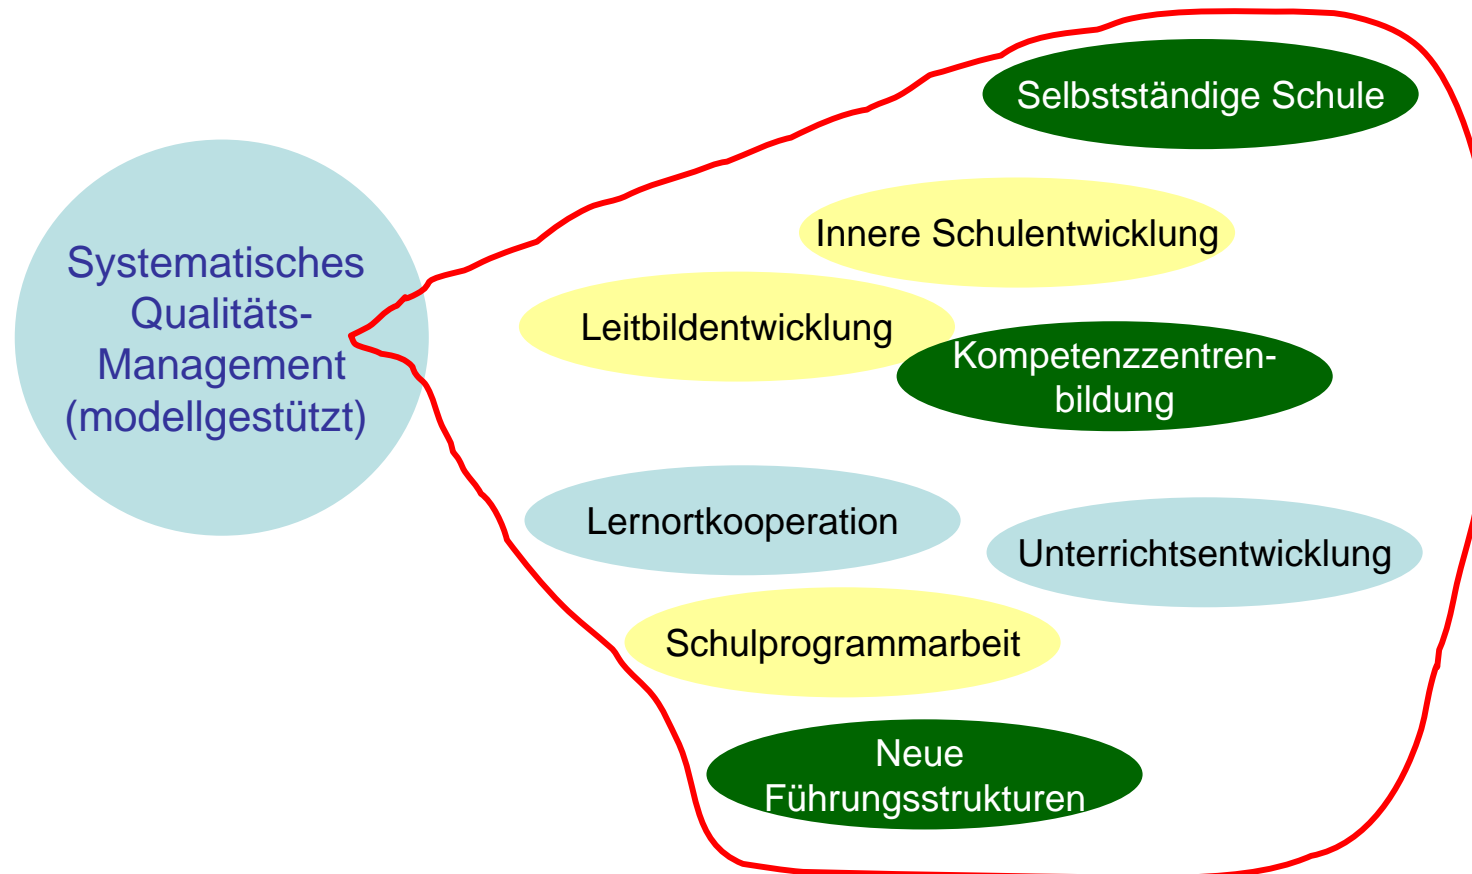 Systematisches
Qualitäts-
Management
(modellgestützt)
Selbstständige Schule
Innere Schulentwicklung
Leitbildentwicklung
Kompetenzzentren-
bildung
Lernortkooperation
Unterrichtsentwicklung
Schulprogrammarbeit
Neue
Führungsstrukturen